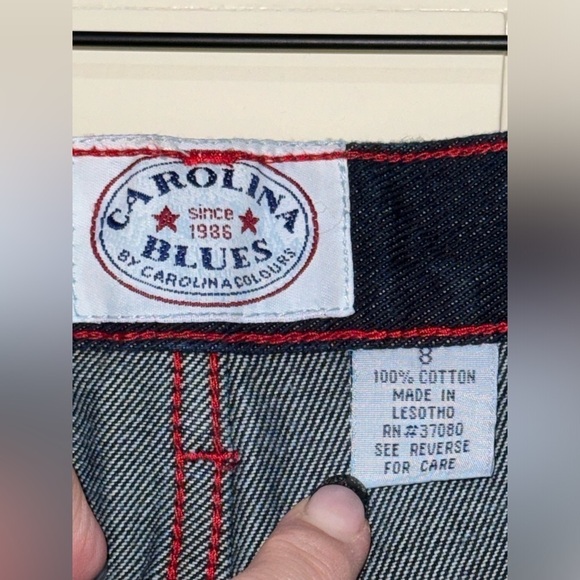 CAROLINA
since
1986
BLUES
BY CAROLINA COLOURS
8
100% COTTON
MADE IN
LESOTHO
RN#37080
SEE REVERSE
FOR CARE